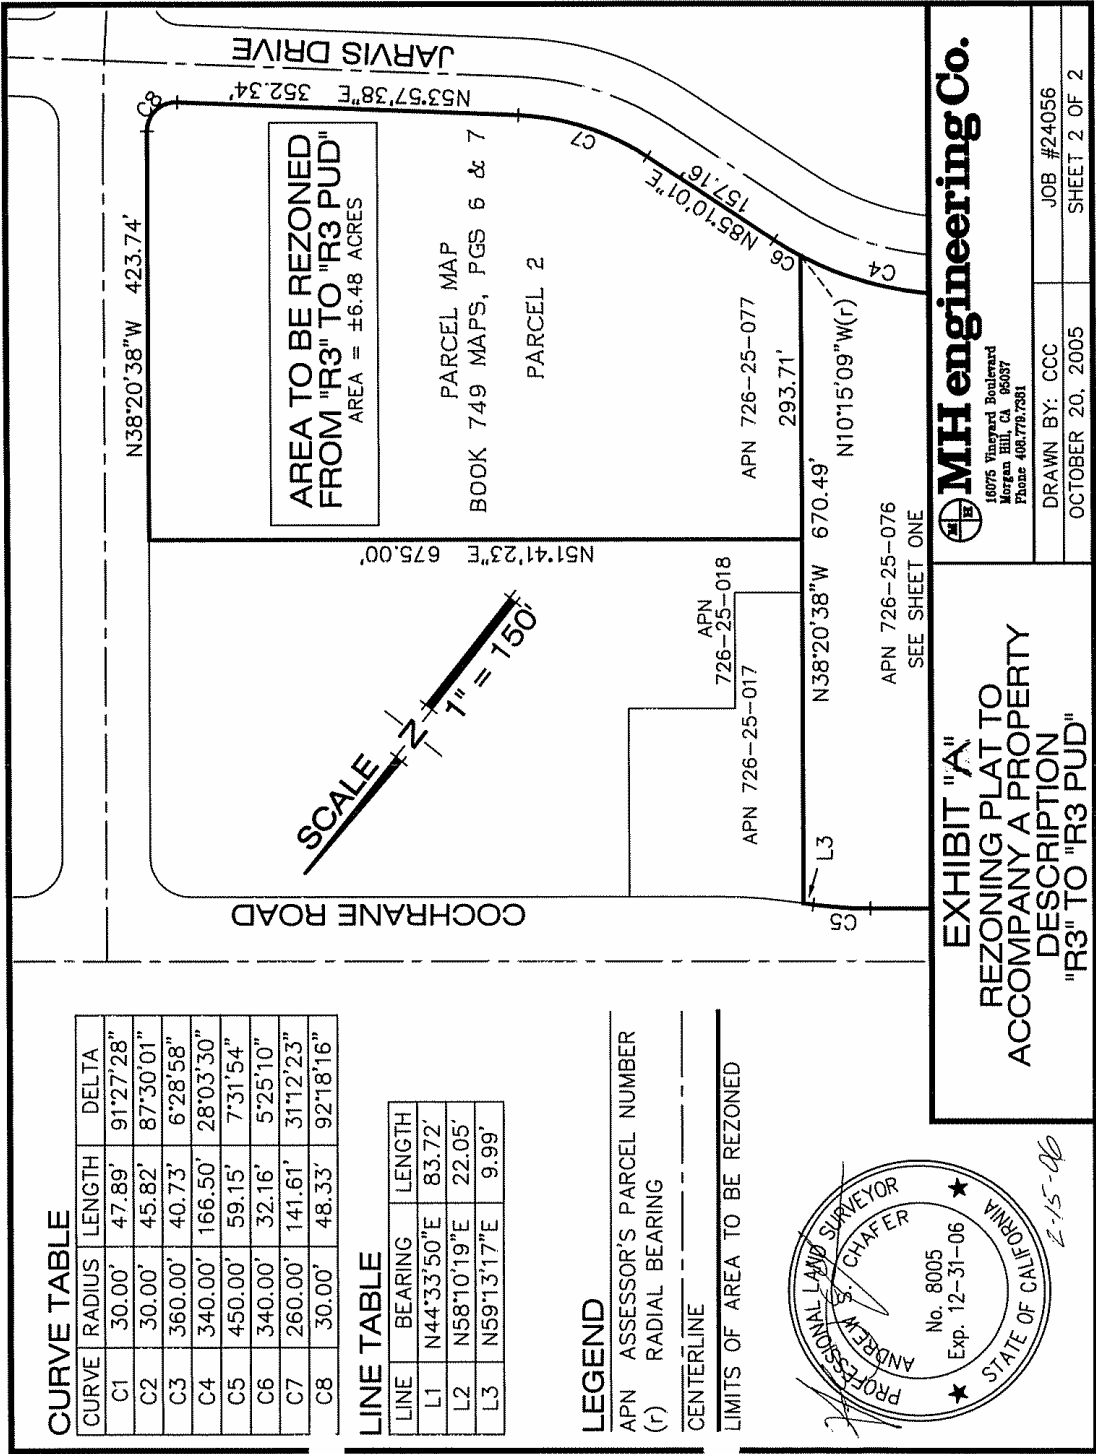 CURVE TABLE
CURVE RADIUS LENGTH DELTA
C1 30.00' 47.89' 91°27'28"
C2 30.00' 45.82' 87°30'01"
C3 360.00' 40.73' 6°28'58"
C4 340.00' 166.50' 28°03'30"
C5 450.00' 59.15' 7°31'54"
C6 340.00' 32.16' 5°25'10"
C7 260.00' 141.61' 31°12'23"
C8 30.00' 48.33' 92°18'16"
LINE TABLE
LINE BEARING LENGTH
L1 N44°33'50"E 83.72'
L2 N58°10'19"E 22.05'
L3 N59°13'17"E 9.99'
LEGEND
APN ASSESSOR'S PARCEL NUMBER
(r) RADIAL BEARING
CENTERLINE
LIMITS OF AREA TO BE REZONED
PROFESSIONAL LAND SURVEYOR
ANDREW S CHAFER
No. 8005
Exp. 12-31-06
STATE OF CALIFORNIA
2-15-06
COCHRANE ROAD
JARVIS DRIVE
N38°20'38"W 423.74'
C8
N53°57'38"E 352.34'
AREA TO BE REZONED
FROM "R3" TO "R3 PUD"
AREA = ±6.48 ACRES
PARCEL MAP
BOOK 749 MAPS, PGS 6 & 7
PARCEL 2
C7
N85°10'01"E
157.16'
C6
C4
N51°41'23"E 675.00'
SCALE
N
1" = 150'
APN
726-25-018
APN 726-25-017
APN 726-25-077
293.71'
N38°20'38"W 670.49'
N10°15'09"W(r)
L3
C5
APN 726-25-076
SEE SHEET ONE
EXHIBIT "A"
REZONING PLAT TO
ACCOMPANY A PROPERTY
DESCRIPTION
"R3" TO "R3 PUD"
M H
MH engineering Co.
16075 Vineyard Boulevard
Morgan Hill, CA 95037
Phone 408.779.7381
DRAWN BY: CCC
JOB #24056
OCTOBER 20, 2005
SHEET 2 OF 2